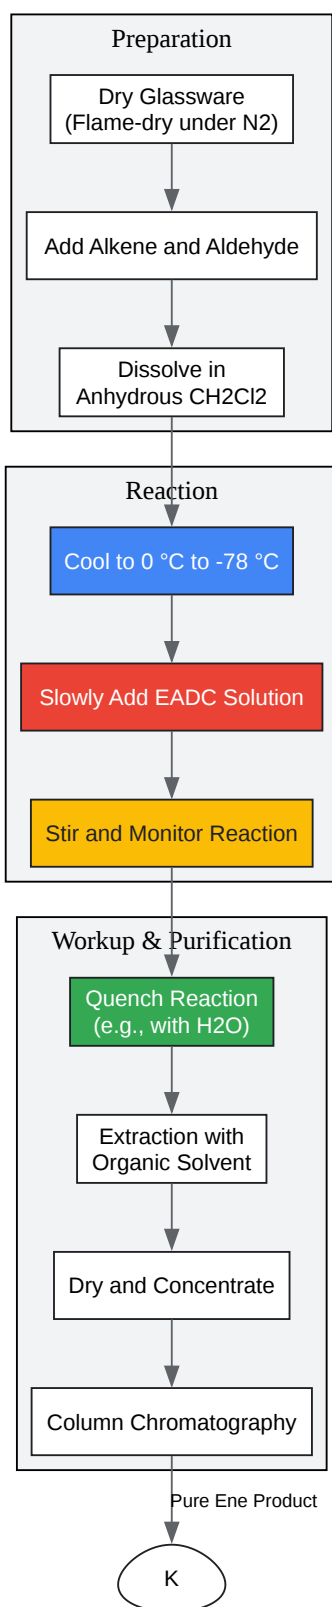 Preparation
Dry Glassware
(Flame-dry under N2)
Add Alkene and Aldehyde
Dissolve in
Anhydrous CH2Cl2
Reaction
Cool to 0 °C to -78 °C
Slowly Add EADC Solution
Stir and Monitor Reaction
Workup & Purification
Quench Reaction
(e.g., with H2O)
Extraction with
Organic Solvent
Dry and Concentrate
Column Chromatography
Pure Ene Product
K